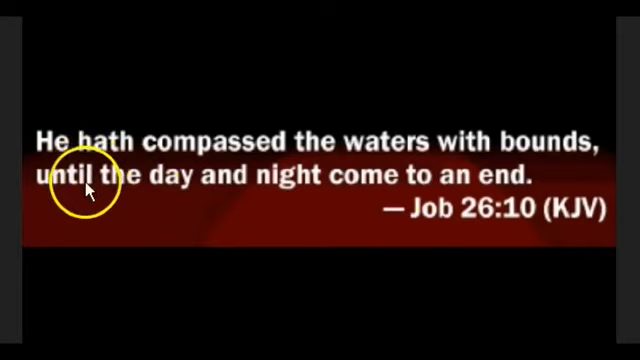 He hath compassed the waters with bounds,
until the day and night come to an end.
— Job 26:10 (KJV)